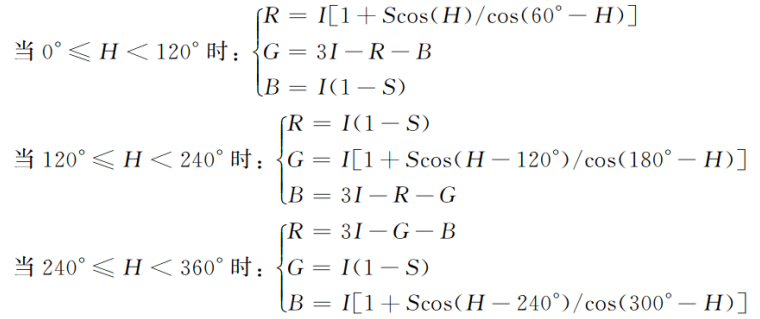 R = I[1 + Scos(H)/cos(60° − H)]
当 0° ≤ H < 120° 时: G = 3I − R − B
B = I(1 − S)
R = I(1 − S)
当 120° ≤ H < 240° 时: G = I[1 + Scos(H − 120°)/cos(180° − H)]
B = 3I − R − G
R = 3I − G − B
当 240° ≤ H < 360° 时: G = I(1 − S)
B = I[1 + Scos(H − 240°)/cos(300° − H)]